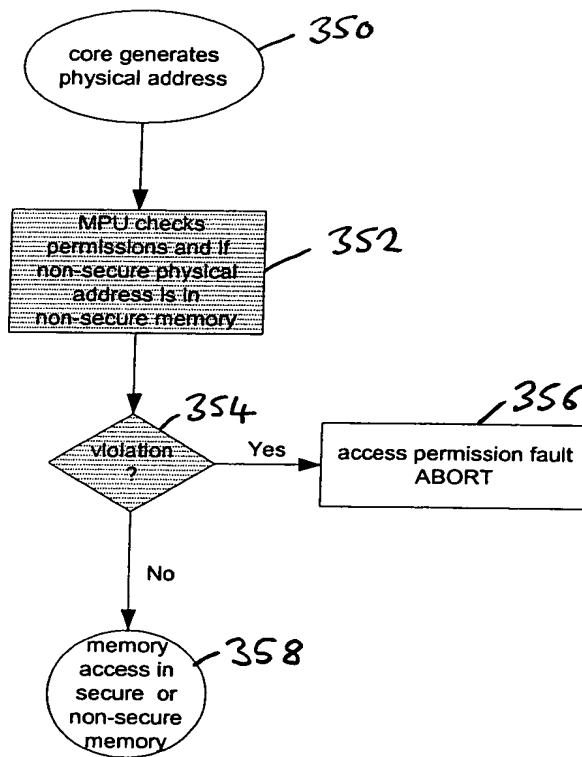 core generates
physical address
350
MPU checks
permissions and if
non-secure physical
address is in
non-secure memory
352
violation
?
354
Yes
access permission fault
ABORT
356
No
memory
access in
secure or
non-secure
memory
358